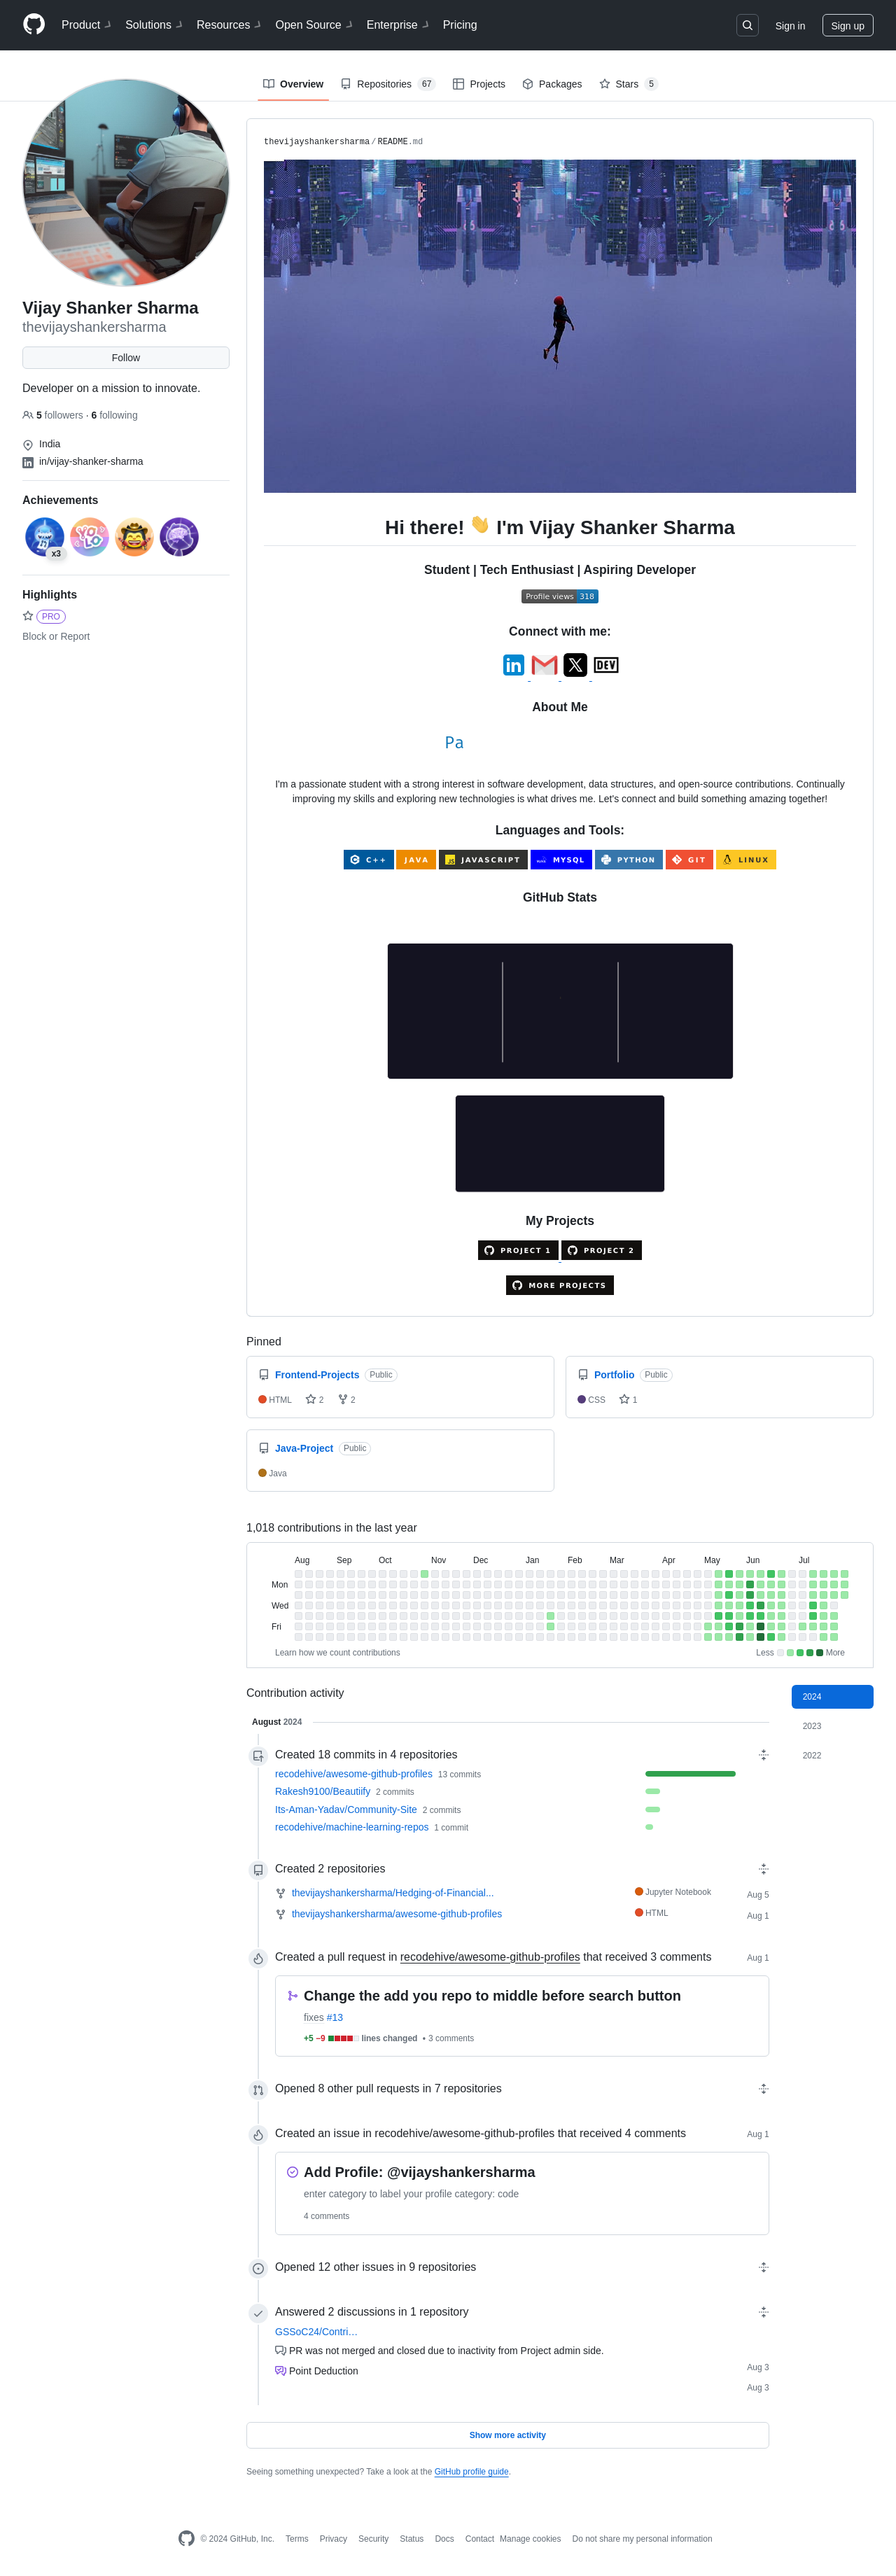 Product
Solutions
Resources
Open Source
Enterprise
Pricing
Sign in
Sign up
Overview
Repositories 67
Projects
Packages
Stars 5
Vijay Shanker Sharma
thevijayshankersharma
Follow
Developer on a mission to innovate.
5 followers · 6 following
India
in/vijay-shanker-sharma
Achievements
YOLO
x3
Highlights
PRO
Block or Report
thevijayshankersharma/README.md
Hi there! 👋 I'm Vijay Shanker Sharma
Student | Tech Enthusiast | Aspiring Developer
Profile views 318
Connect with me:
in
X
DEV
About Me
Pa
I'm a passionate student with a strong interest in software development, data structures, and open-source contributions. Continually
improving my skills and exploring new technologies is what drives me. Let's connect and build something amazing together!
Languages and Tools:
C++ JAVA JS JAVASCRIPT MYSQL PYTHON GIT LINUX
GitHub Stats
My Projects
PROJECT 1 PROJECT 2
MORE PROJECTS
Pinned
Frontend-Projects Public
HTML 2 2
Portfolio Public
CSS 1
Java-Project Public
Java
1,018 contributions in the last year
Aug Sep Oct Nov Dec Jan Feb Mar Apr May Jun Jul
Mon
Wed
Fri
Learn how we count contributions
Less More
Contribution activity
2024
2023
2022
August 2024
Created 18 commits in 4 repositories
recodehive/awesome-github-profiles 13 commits
Rakesh9100/Beautiify 2 commits
Its-Aman-Yadav/Community-Site 2 commits
recodehive/machine-learning-repos 1 commit
Created 2 repositories
thevijayshankersharma/Hedging-of-Financial... Jupyter Notebook Aug 5
thevijayshankersharma/awesome-github-profiles HTML Aug 1
Created a pull request in recodehive/awesome-github-profiles that received 3 comments Aug 1
Change the add you repo to middle before search button
fixes #13
+5 −9 lines changed • 3 comments
Opened 8 other pull requests in 7 repositories
Created an issue in recodehive/awesome-github-profiles that received 4 comments Aug 1
Add Profile: @vijayshankersharma
enter category to label your profile category: code
4 comments
Opened 12 other issues in 9 repositories
Answered 2 discussions in 1 repository
GSSoC24/Contri…
PR was not merged and closed due to inactivity from Project admin side.
Aug 3
Point Deduction
Aug 3
Show more activity
Seeing something unexpected? Take a look at the GitHub profile guide.
© 2024 GitHub, Inc. Terms Privacy Security Status Docs Contact Manage cookies Do not share my personal information